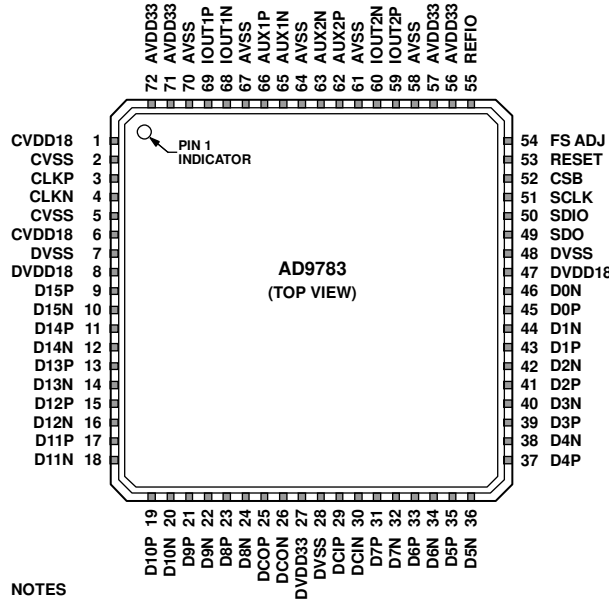 72 AVDD33
71 AVDD33
70 AVSS
69 IOUT1P
68 IOUT1N
67 AVSS
66 AUX1P
65 AUX1N
64 AVSS
63 AUX2N
62 AUX2P
61 AVSS
60 IOUT2N
59 IOUT2P
58 AVSS
57 AVDD33
56 AVDD33
55 REFIO
CVDD18 1
CVSS 2
CLKP 3
CLKN 4
CVSS 5
CVDD18 6
DVSS 7
DVDD18 8
D15P 9
D15N 10
D14P 11
D14N 12
D13P 13
D13N 14
D12P 15
D12N 16
D11P 17
D11N 18
PIN 1
INDICATOR
AD9783
(TOP VIEW)
54 FS ADJ
53 RESET
52 CSB
51 SCLK
50 SDIO
49 SDO
48 DVSS
47 DVDD18
46 D0N
45 D0P
44 D1N
43 D1P
42 D2N
41 D2P
40 D3N
39 D3P
38 D4N
37 D4P
D10P 19
D10N 20
D9P 21
D9N 22
D8P 23
D8N 24
DCOP 25
DCON 26
DVDD33 27
DVSS 28
DCIP 29
DCIN 30
D7P 31
D7N 32
D6P 33
D6N 34
D5P 35
D5N 36
NOTES